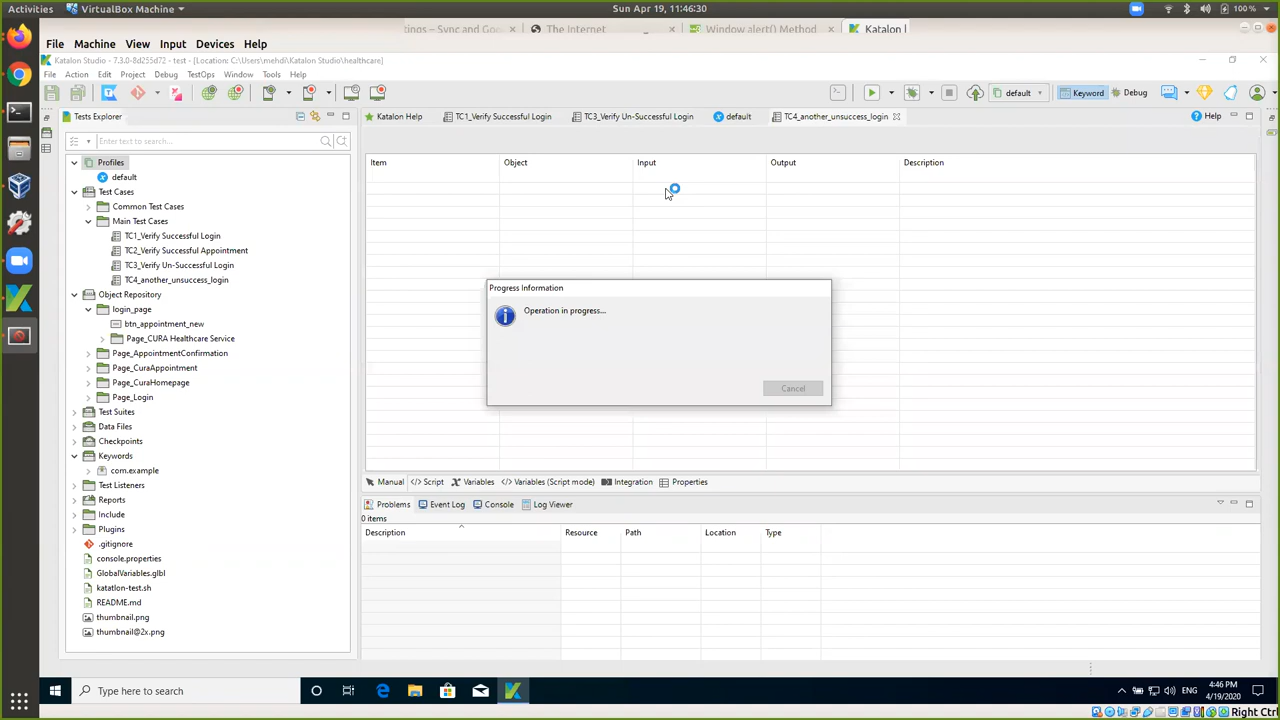 Activities
VirtualBox Machine
Sun Apr 19, 11:46:30
100 %
tings – Sync and Goo
The Internet
Window alert() Method
Katalon
File Machine View Input Devices Help
Katalon Studio - 7.3.0-8d255d72 - test - [Location: C:\Users\mehdi\Katalon Studio\healthcare]
File Action Edit Project Debug TestOps Window Tools Help
default
Keyword
Debug
Tests Explorer
Katalon Help
TC1_Verify Successful Login
TC3_Verify Un-Successful Login
default
TC4_another_unsuccess_login
Help
Enter text to search...
Item
Object
Input
Output
Description
Profiles
default
Test Cases
Common Test Cases
Main Test Cases
TC1_Verify Successful Login
TC2_Verify Successful Appointment
TC3_Verify Un-Successful Login
TC4_another_unsuccess_login
Object Repository
login_page
btn_appointment_new
Page_CURA Healthcare Service
Page_AppointmentConfirmation
Page_CuraAppointment
Page_CuraHomepage
Page_Login
Test Suites
Data Files
Checkpoints
Keywords
com.example
Test Listeners
Reports
Include
Plugins
.gitignore
console.properties
GlobalVariables.glbl
katatlon-test.sh
README.md
thumbnail.png
thumbnail@2x.png
Progress Information
Operation in progress...
Cancel
Manual
</> Script
Variables
</> Variables (Script mode)
Integration
Properties
Problems
Event Log
Console
Log Viewer
0 items
Description
Resource
Path
Location
Type
Type here to search
ENG
4:46 PM
4/19/2020
Right Ctrl